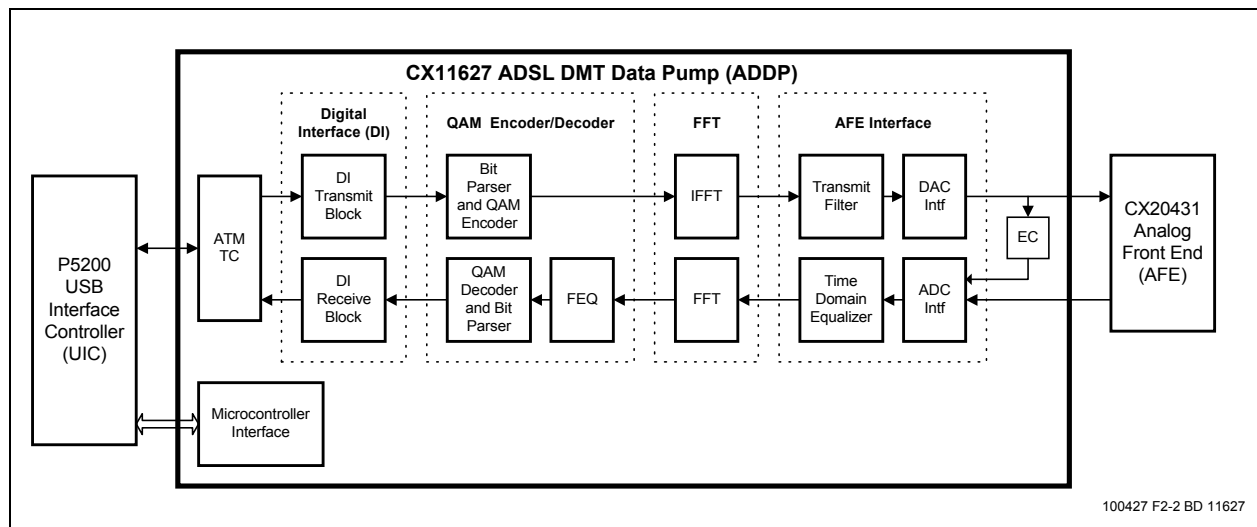 CX11627 ADSL DMT Data Pump (ADDP)
Digital
Interface (DI)
QAM Encoder/Decoder
FFT
AFE Interface
P5200
USB
Interface
Controller
(UIC)
ATM
TC
DI
Transmit
Block
Bit
Parser
and QAM
Encoder
IFFT
Transmit
Filter
DAC
Intf
EC
CX20431
Analog
Front End
(AFE)
DI
Receive
Block
QAM
Decoder
and Bit
Parser
FEQ
FFT
Time
Domain
Equalizer
ADC
Intf
Microcontroller
Interface
100427 F2-2 BD 11627